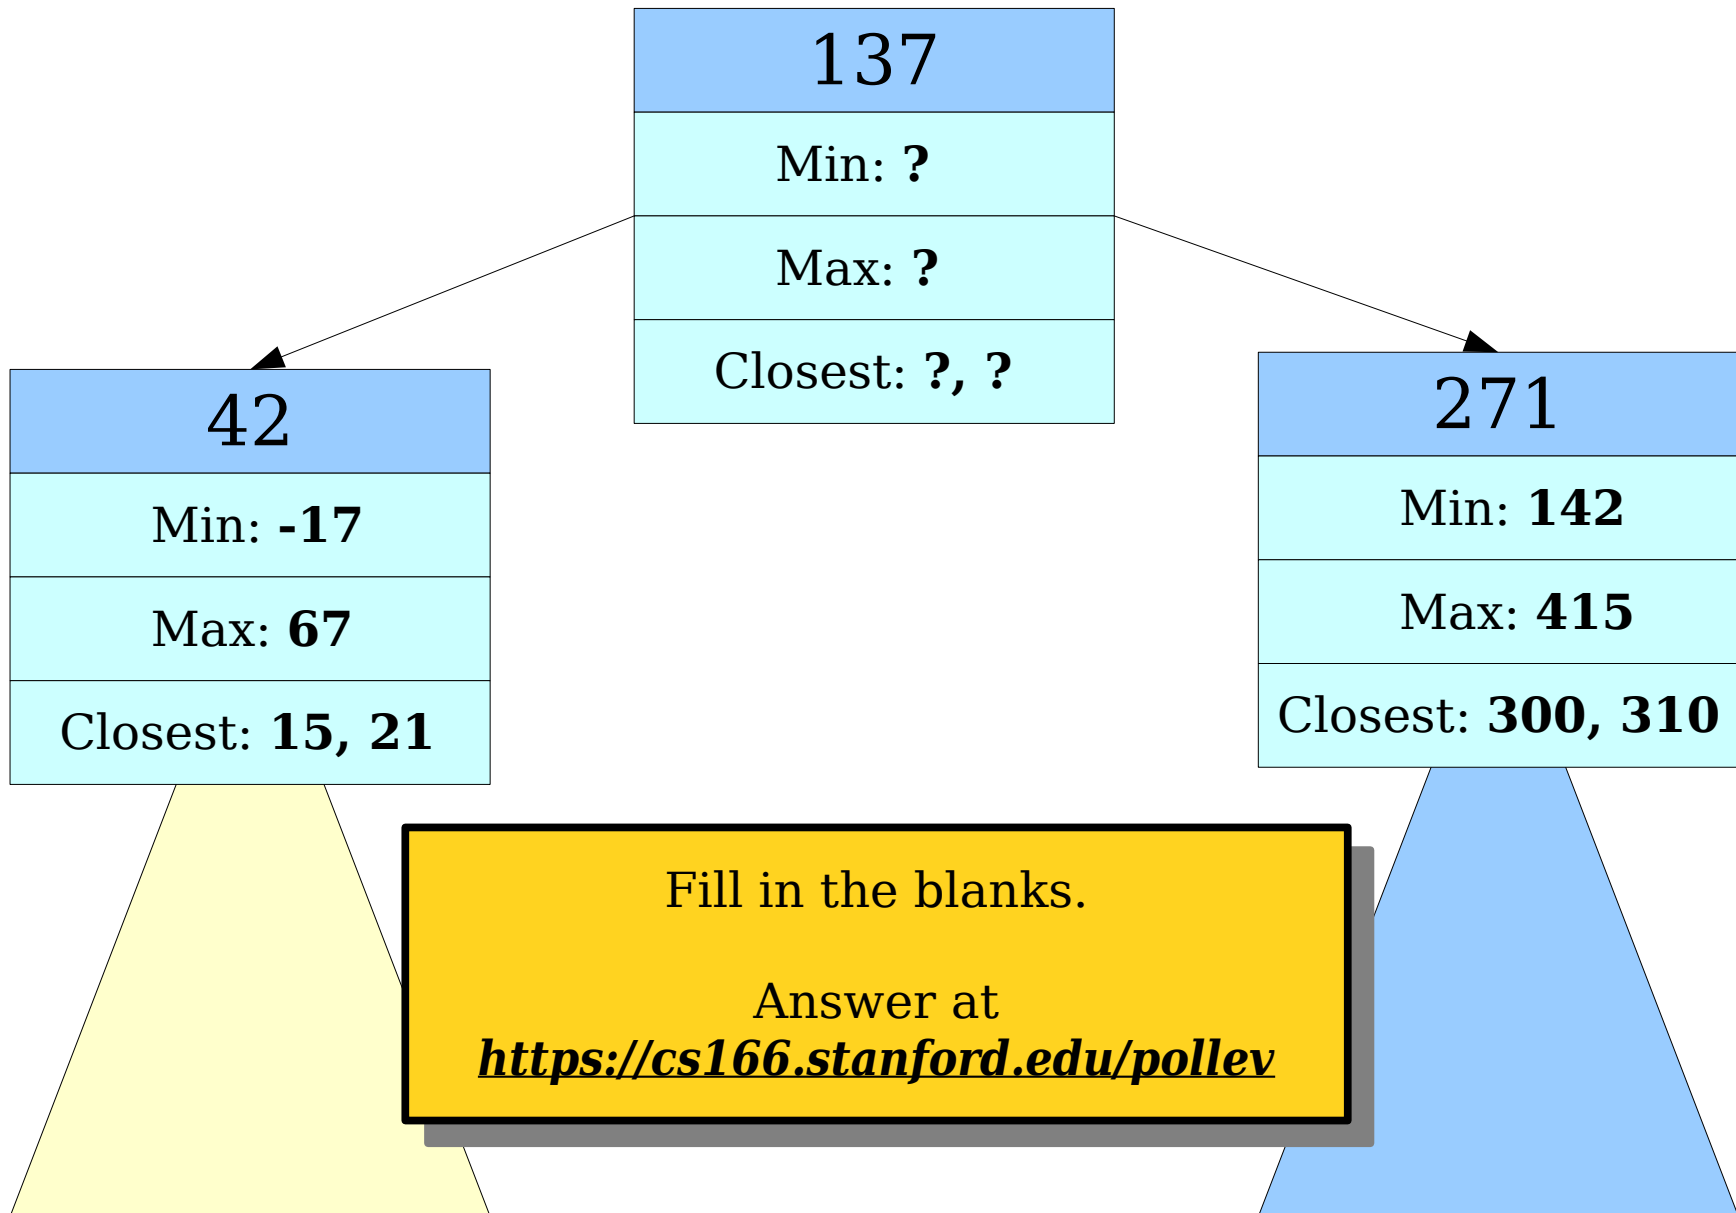 137
Min: ?
Max: ?
Closest: ?, ?
42
Min: -17
Max: 67
Closest: 15, 21
271
Min: 142
Max: 415
Closest: 300, 310
Fill in the blanks.
Answer at
https://cs166.stanford.edu/pollev